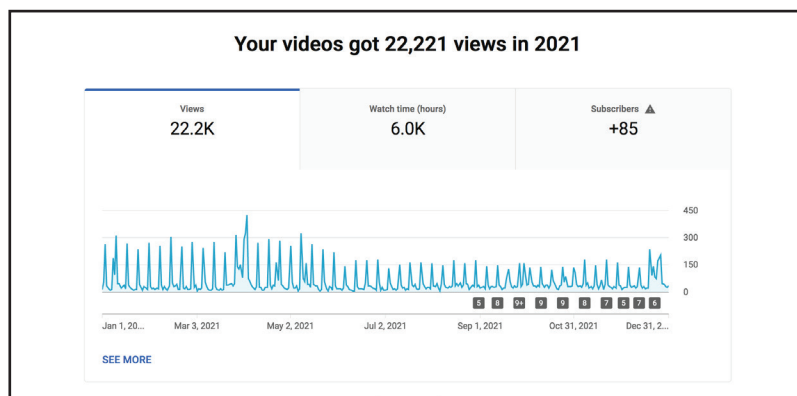 Your videos got 22,221 views in 2021
Views
22.2K
Watch time (hours)
6.0K
Subscribers
+85
450
300
150
0
5 8 9+ 9 9 8 7 5 7 6
Jan 1, 20... Mar 3, 2021 May 2, 2021 Jul 2, 2021 Sep 1, 2021 Oct 31, 2021 Dec 31, 2...
SEE MORE